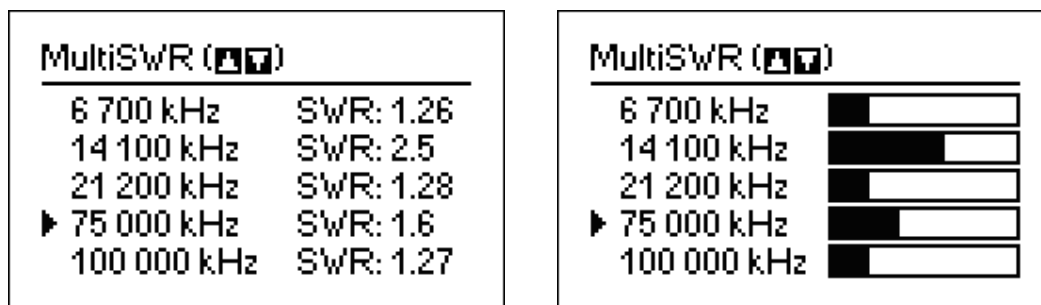 MultiSWR ()
6 700 kHz SWR: 1.26
14 100 kHz SWR: 2.5
21 200 kHz SWR: 1.28
75 000 kHz SWR: 1.6
100 000 kHz SWR: 1.27
MultiSWR ()
6 700 kHz
14 100 kHz
21 200 kHz
75 000 kHz
100 000 kHz